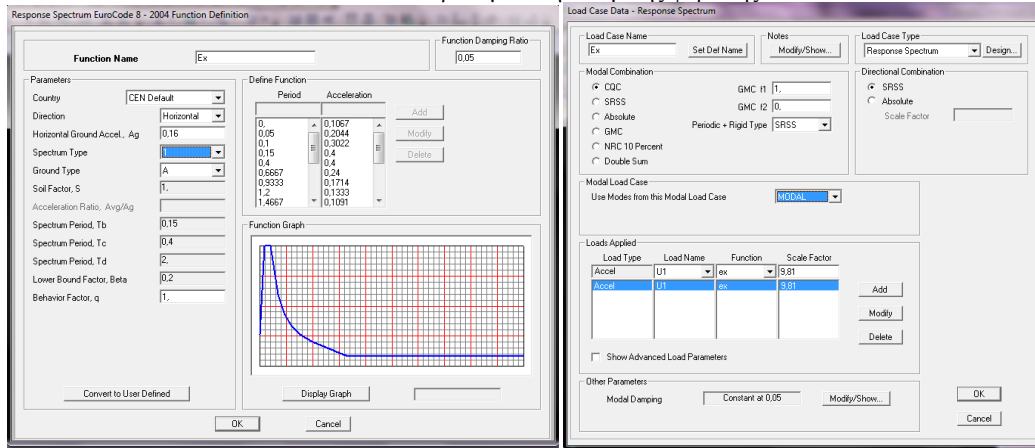 Response Spectrum EuroCode 8 - 2004 Function Definition
Function Name
Ex
Function Damping Ratio
0,05
Parameters
Country
CEN Default
Direction
Horizontal
Horizontal Ground Accel., Ag
0,16
Spectrum Type
1
Ground Type
A
Soil Factor, S
1,
Acceleration Ratio, Avg/Ag
Spectrum Period, Tb
0,15
Spectrum Period, Tc
0,4
Spectrum Period, Td
2,
Lower Bound Factor, Beta
0,2
Behavior Factor, q
1,
Convert to User Defined
Define Function
Period Acceleration
0, 0,1067
0,05 0,2044
0,1 0,3022
0,15 0,4
0,4 0,4
0,6667 0,24
0,9333 0,1714
1,2 0,1333
1,4667 0,1091
Add
Modify
Delete
Function Graph
Display Graph
OK
Cancel
Load Case Data - Response Spectrum
Load Case Name
Ex
Set Def Name
Notes
Modify/Show...
Load Case Type
Response Spectrum
Design...
Modal Combination
CQC
SRSS
Absolute
GMC
NRC 10 Percent
Double Sum
GMC f1 1,
GMC f2 0,
Periodic + Rigid Type SRSS
Directional Combination
SRSS
Absolute
Scale Factor
Modal Load Case
Use Modes from this Modal Load Case
MODAL
Loads Applied
Load Type Load Name Function Scale Factor
Accel U1 ex 9,81
Accel U1 ex 9,81
Add
Modify
Delete
Show Advanced Load Parameters
Other Parameters
Modal Damping
Constant at 0,05
Modify/Show...
OK
Cancel